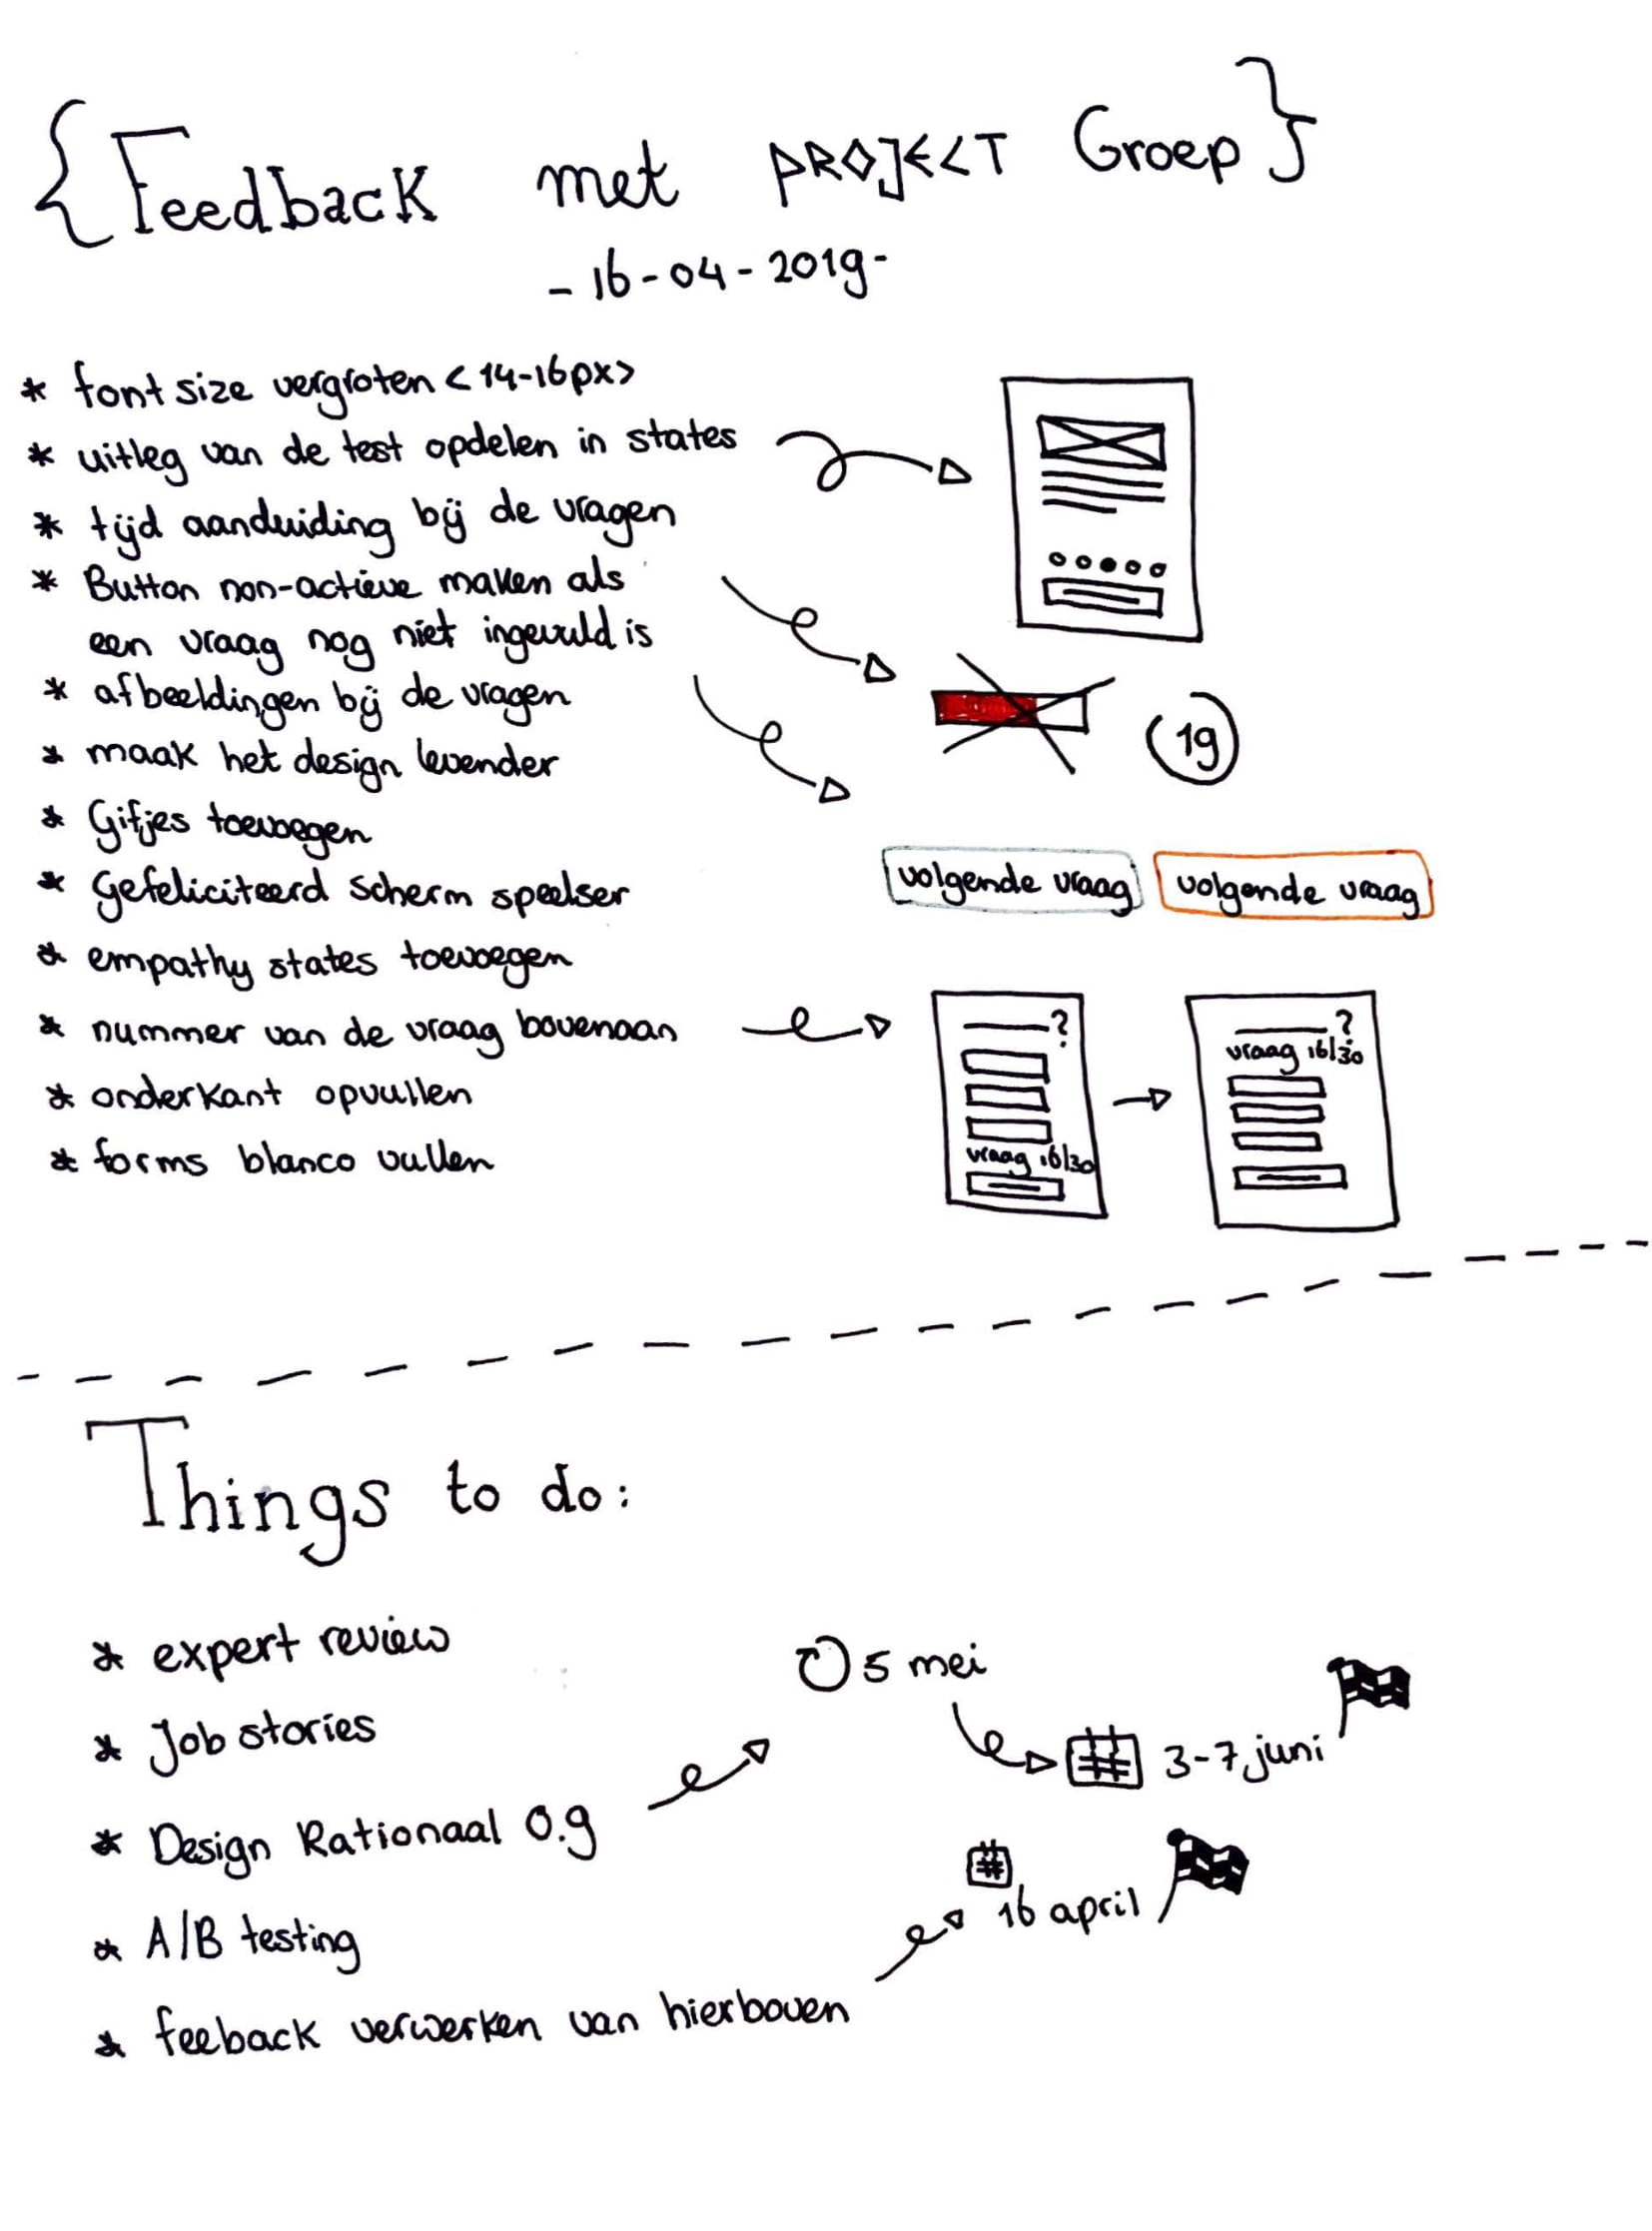 {Feedback met PROJECT Groep}
- 16-04-2019-
* font size vergroten < 14-16px>
* uitleg van de test opdelen in states
* tijd aanduiding bij de vragen
* Button non-actieve maken als
een vraag nog niet ingevuld is
* afbeeldingen bij de vragen
* maak het design levender
* Gifjes toevoegen
* Gefeliciteerd scherm speelser
* empathy states toevoegen
* nummer van de vraag bovenaan
* onderkant opvullen
* forms blanco vullen
19
volgende vraag
volgende vraag
?
vraag 16/30
?
vraag 16/30
Things to do:
* expert review
* Job stories
* Design Rationaal 0.9
* A/B testing
* feeback verwerken van hierboven
5 mei
3-7 juni
16 april